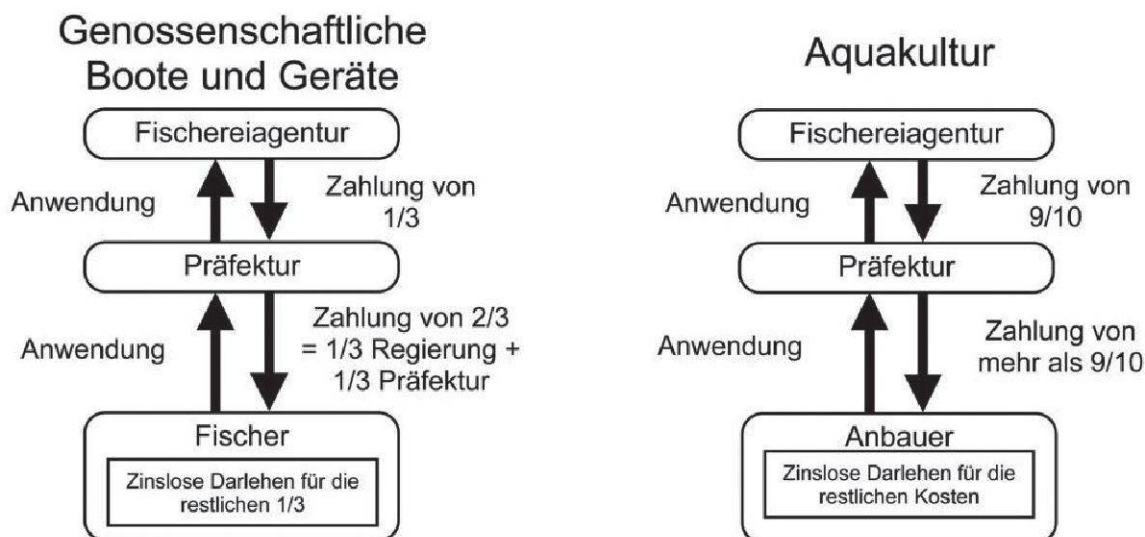 Genossenschaftliche
Boote und Geräte
Fischereiagentur
Anwendung
Zahlung von
1/3
Präfektur
Anwendung
Zahlung von 2/3
= 1/3 Regierung +
1/3 Präfektur
Fischer
Zinslose Darlehen für die
restlichen 1/3
Aquakultur
Fischereiagentur
Anwendung
Zahlung von
9/10
Präfektur
Anwendung
Zahlung von
mehr als 9/10
Anbauer
Zinslose Darlehen für die
restlichen Kosten